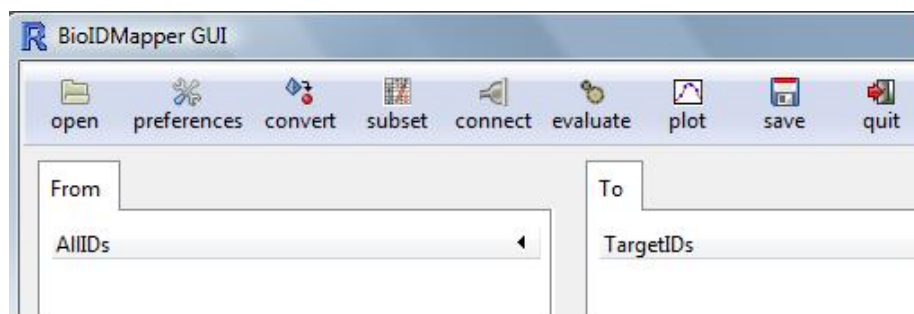 BioIDMapper GUI
open preferences convert subset connect evaluate plot save quit
From To
AllIDs TargetIDs